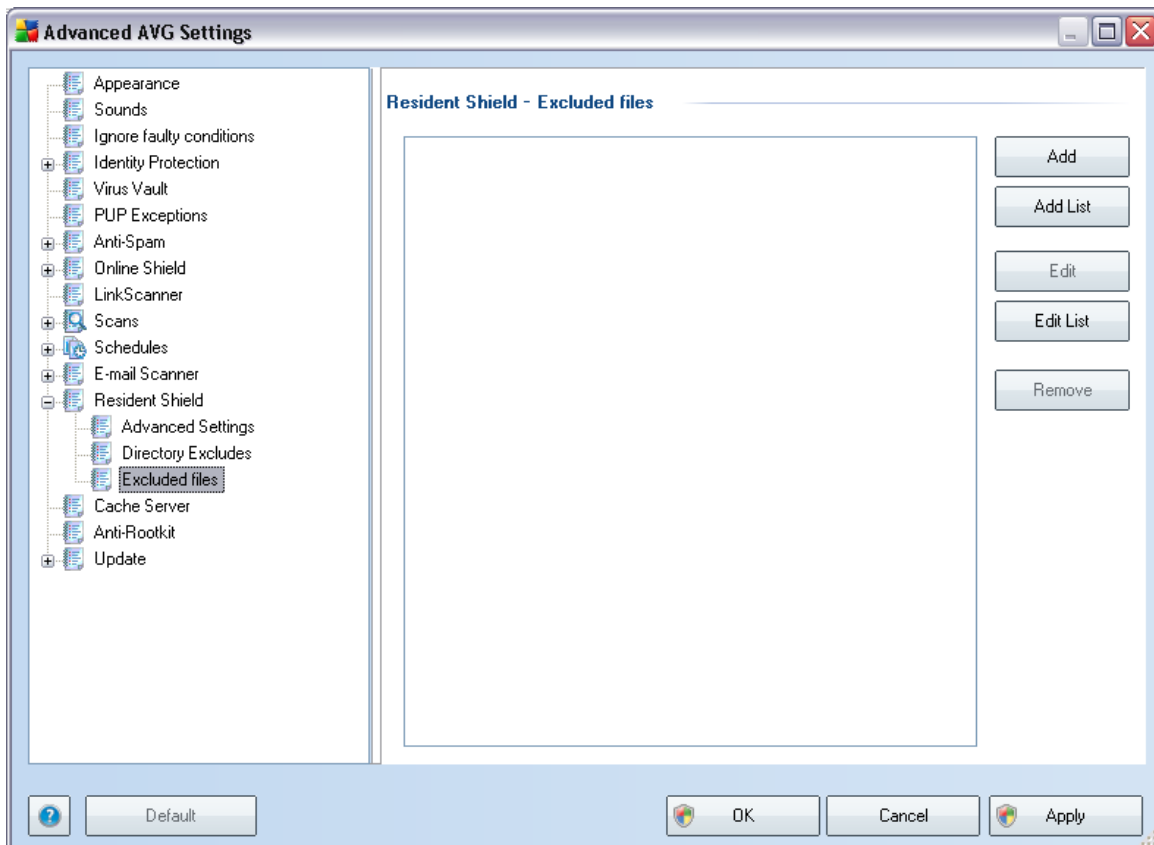 Advanced AVG Settings
Appearance
Sounds
Ignore faulty conditions
Identity Protection
Virus Vault
PUP Exceptions
Anti-Spam
Online Shield
LinkScanner
Scans
Schedules
E-mail Scanner
Resident Shield
Advanced Settings
Directory Excludes
Excluded files
Cache Server
Anti-Rootkit
Update
Resident Shield - Excluded files
Add
Add List
Edit
Edit List
Remove
?
Default
OK
Cancel
Apply